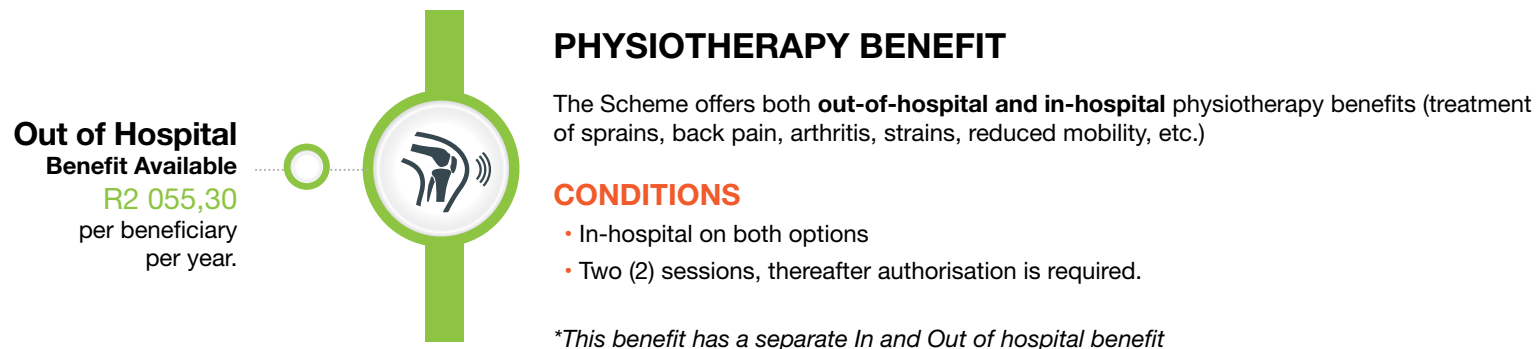 Out of Hospital
Benefit Available
R2 055,30
per beneficiary
per year.
PHYSIOTHERAPY BENEFIT
The Scheme offers both out-of-hospital and in-hospital physiotherapy benefits (treatment
of sprains, back pain, arthritis, strains, reduced mobility, etc.)
CONDITIONS
• In-hospital on both options
• Two (2) sessions, thereafter authorisation is required.
*This benefit has a separate In and Out of hospital benefit